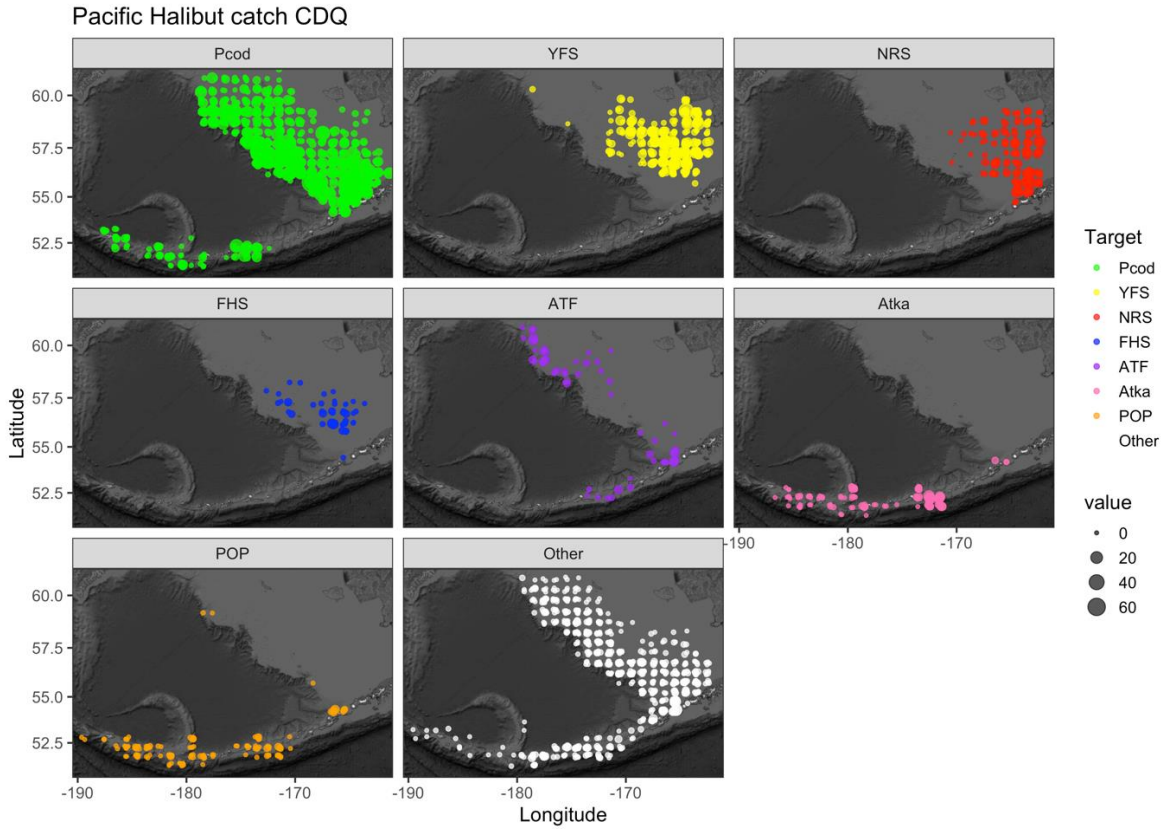 Pacific Halibut catch CDQ
Pcod
YFS
NRS
60.0
57.5
55.0
52.5
FHS
ATF
Atka
60.0
57.5
55.0
52.5
-190
-180
-170
POP
Other
60.0
57.5
55.0
52.5
-190
-180
-170
-190
-180
-170
Latitude
Longitude
Target
Pcod
YFS
NRS
FHS
ATF
Atka
POP
Other
value
0
20
40
60